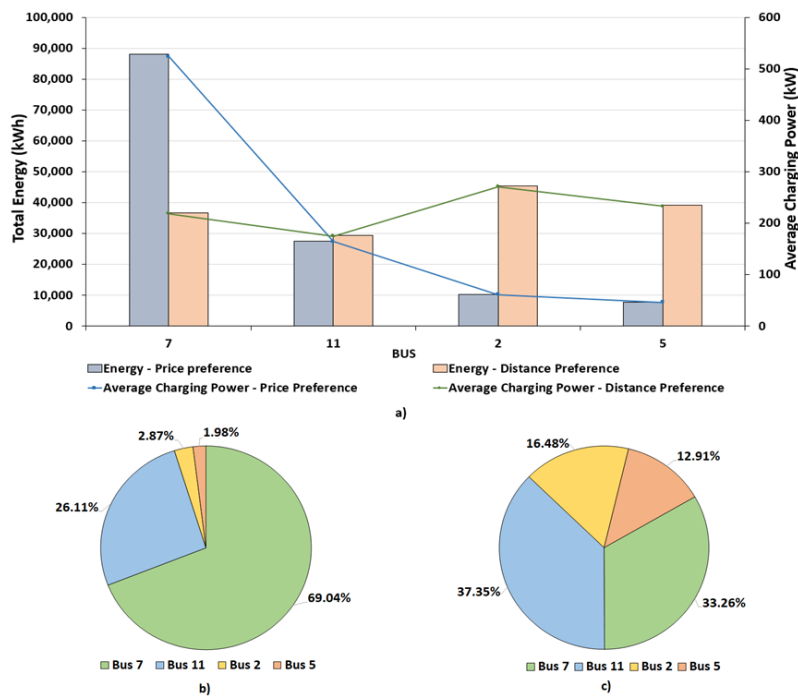 100,000
90,000
80,000
70,000
60,000
50,000
40,000
30,000
20,000
10,000
0
Total Energy (kWh)
600
500
400
300
200
100
0
Average Charging Power (kW)
7 11 2 5
BUS
Energy - Price preference Energy - Distance Preference
Average Charging Power - Price Preference Average Charging Power - Distance Preference
a)
2.87% 1.98%
26.11%
69.04%
Bus 7 Bus 11 Bus 2 Bus 5
b)
16.48% 12.91%
37.35% 33.26%
Bus 7 Bus 11 Bus 2 Bus 5
c)